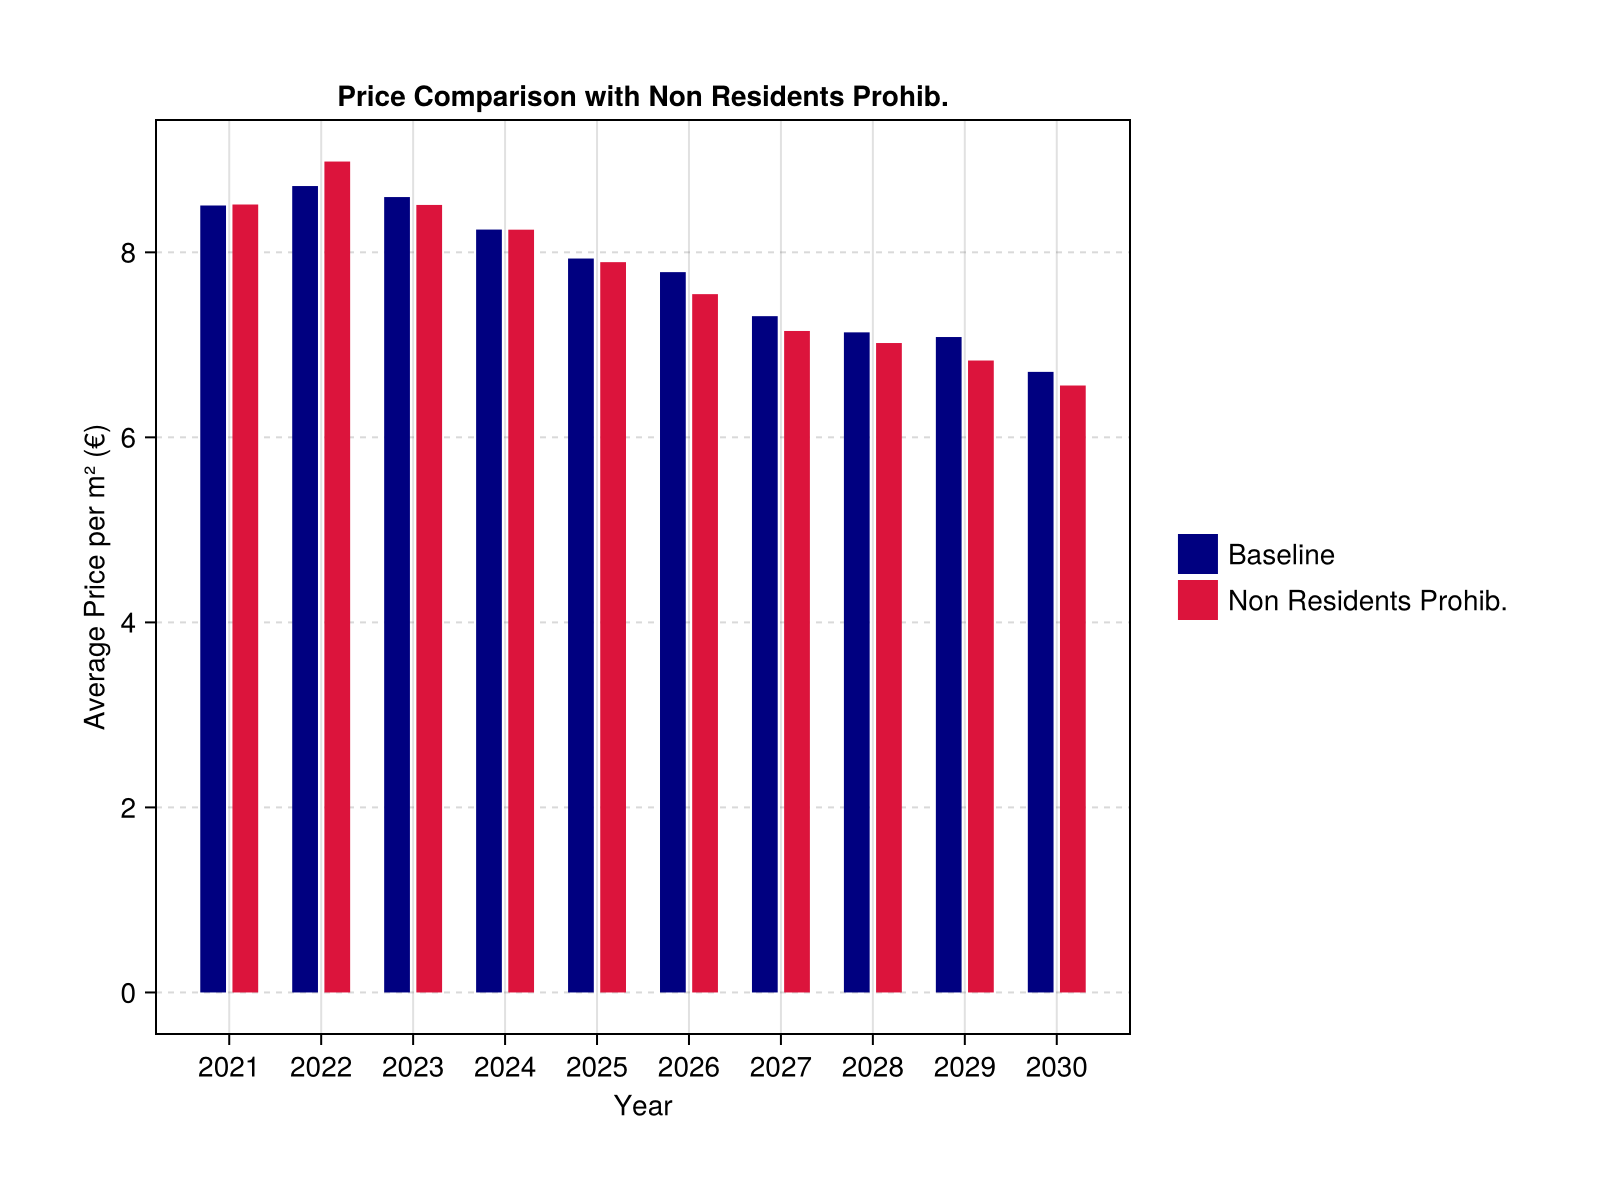 Price Comparison with Non Residents Prohib.
Average Price per m² (€)
8
6
4
2
0
2021 2022 2023 2024 2025 2026 2027 2028 2029 2030
Year
Baseline
Non Residents Prohib.